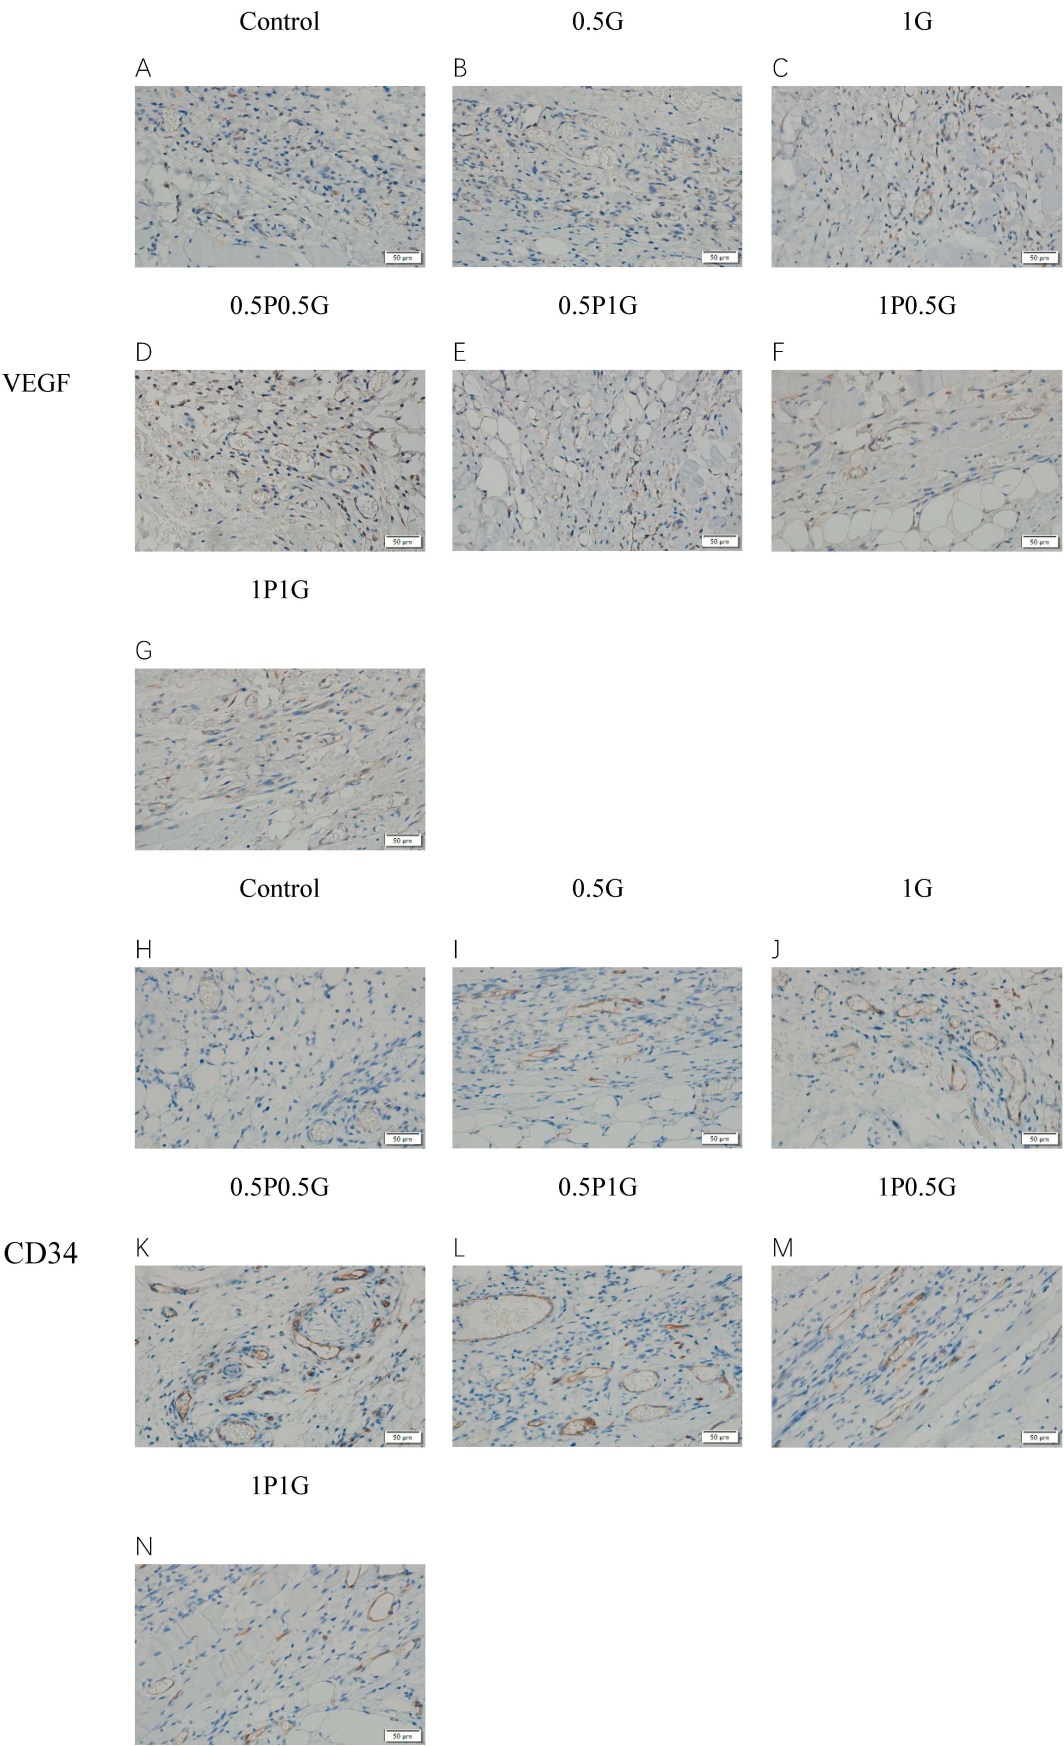 Control 0.5G 1G
A B C
50 μm 50 μm 50 μm
0.5P0.5G 0.5P1G 1P0.5G
D E F
VEGF
50 μm 50 μm 50 μm
1P1G
G
50 μm
Control 0.5G 1G
H I J
50 μm 50 μm 50 μm
0.5P0.5G 0.5P1G 1P0.5G
K L M
CD34
50 μm 50 μm 50 μm
1P1G
N
50 μm